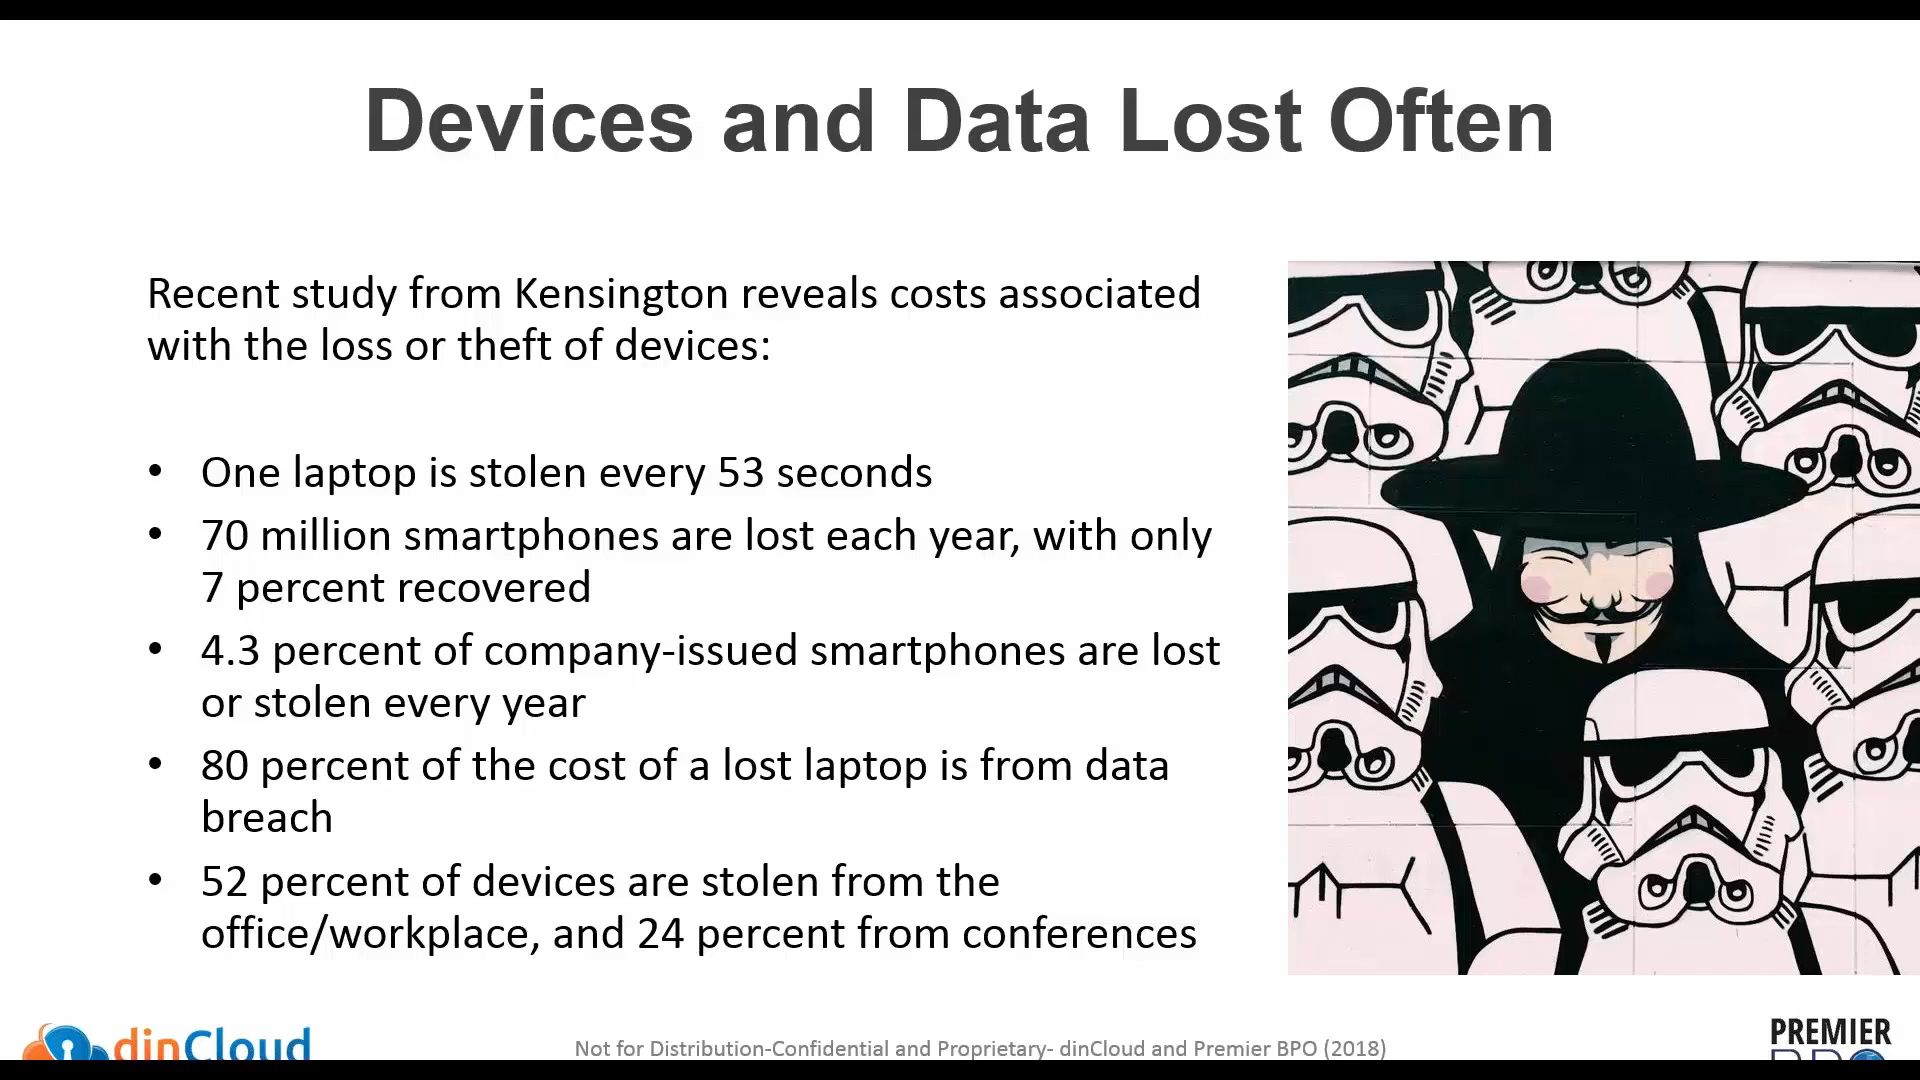 Devices and Data Lost Often
Recent study from Kensington reveals costs associated
with the loss or theft of devices:
• One laptop is stolen every 53 seconds
• 70 million smartphones are lost each year, with only
7 percent recovered
• 4.3 percent of company-issued smartphones are lost
or stolen every year
• 80 percent of the cost of a lost laptop is from data
breach
• 52 percent of devices are stolen from the
office/workplace, and 24 percent from conferences
dinCloud
Not for Distribution-Confidential and Proprietary- dinCloud and Premier BPO (2018)
PREMIER
BPO